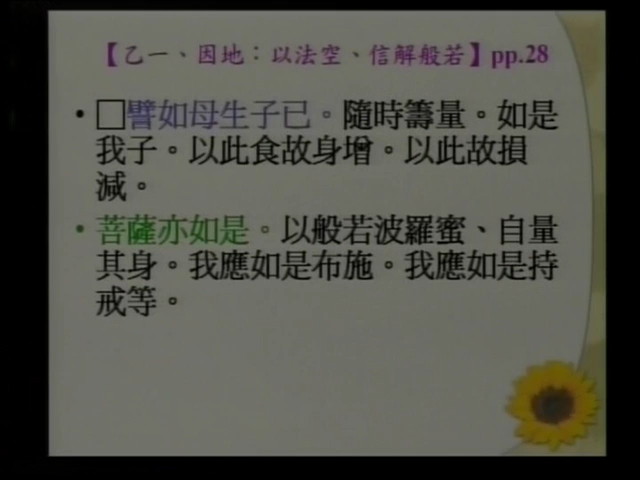 【乙一、因地：以法空、信解般若】pp.28
• □譬如母生子已。隨時籌量。如是
我子。以此食故身增。以此故損
減。
• 菩薩亦如是。以般若波羅蜜、自量
其身。我應如是布施。我應如是持
戒等。